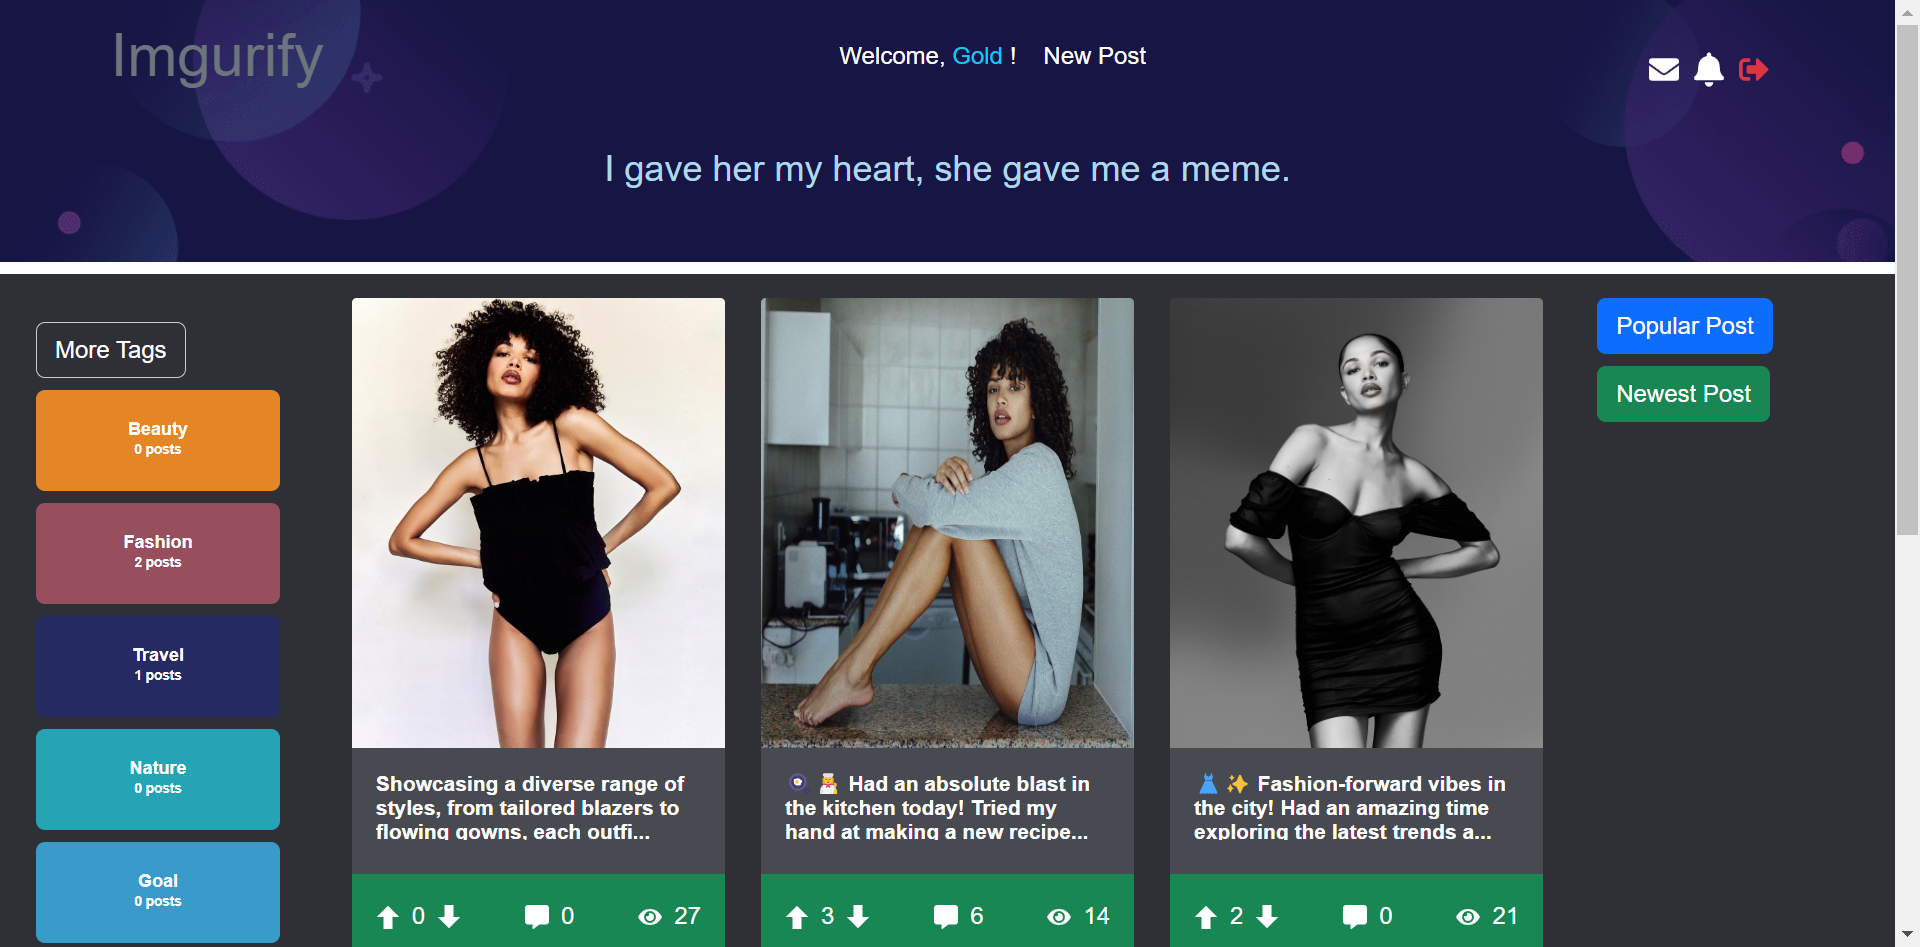 Imgurify
Welcome, Gold ! New Post
I gave her my heart, she gave me a meme.
More Tags
Beauty
0 posts
Fashion
2 posts
Travel
1 posts
Nature
0 posts
Goal
0 posts
Showcasing a diverse range of
styles, from tailored blazers to
flowing gowns, each outfi...
0 0 27
🍳 🧑‍🍳 Had an absolute blast in
the kitchen today! Tried my
hand at making a new recipe...
3 6 14
👗 ✨ Fashion-forward vibes in
the city! Had an amazing time
exploring the latest trends a...
2 0 21
Popular Post
Newest Post